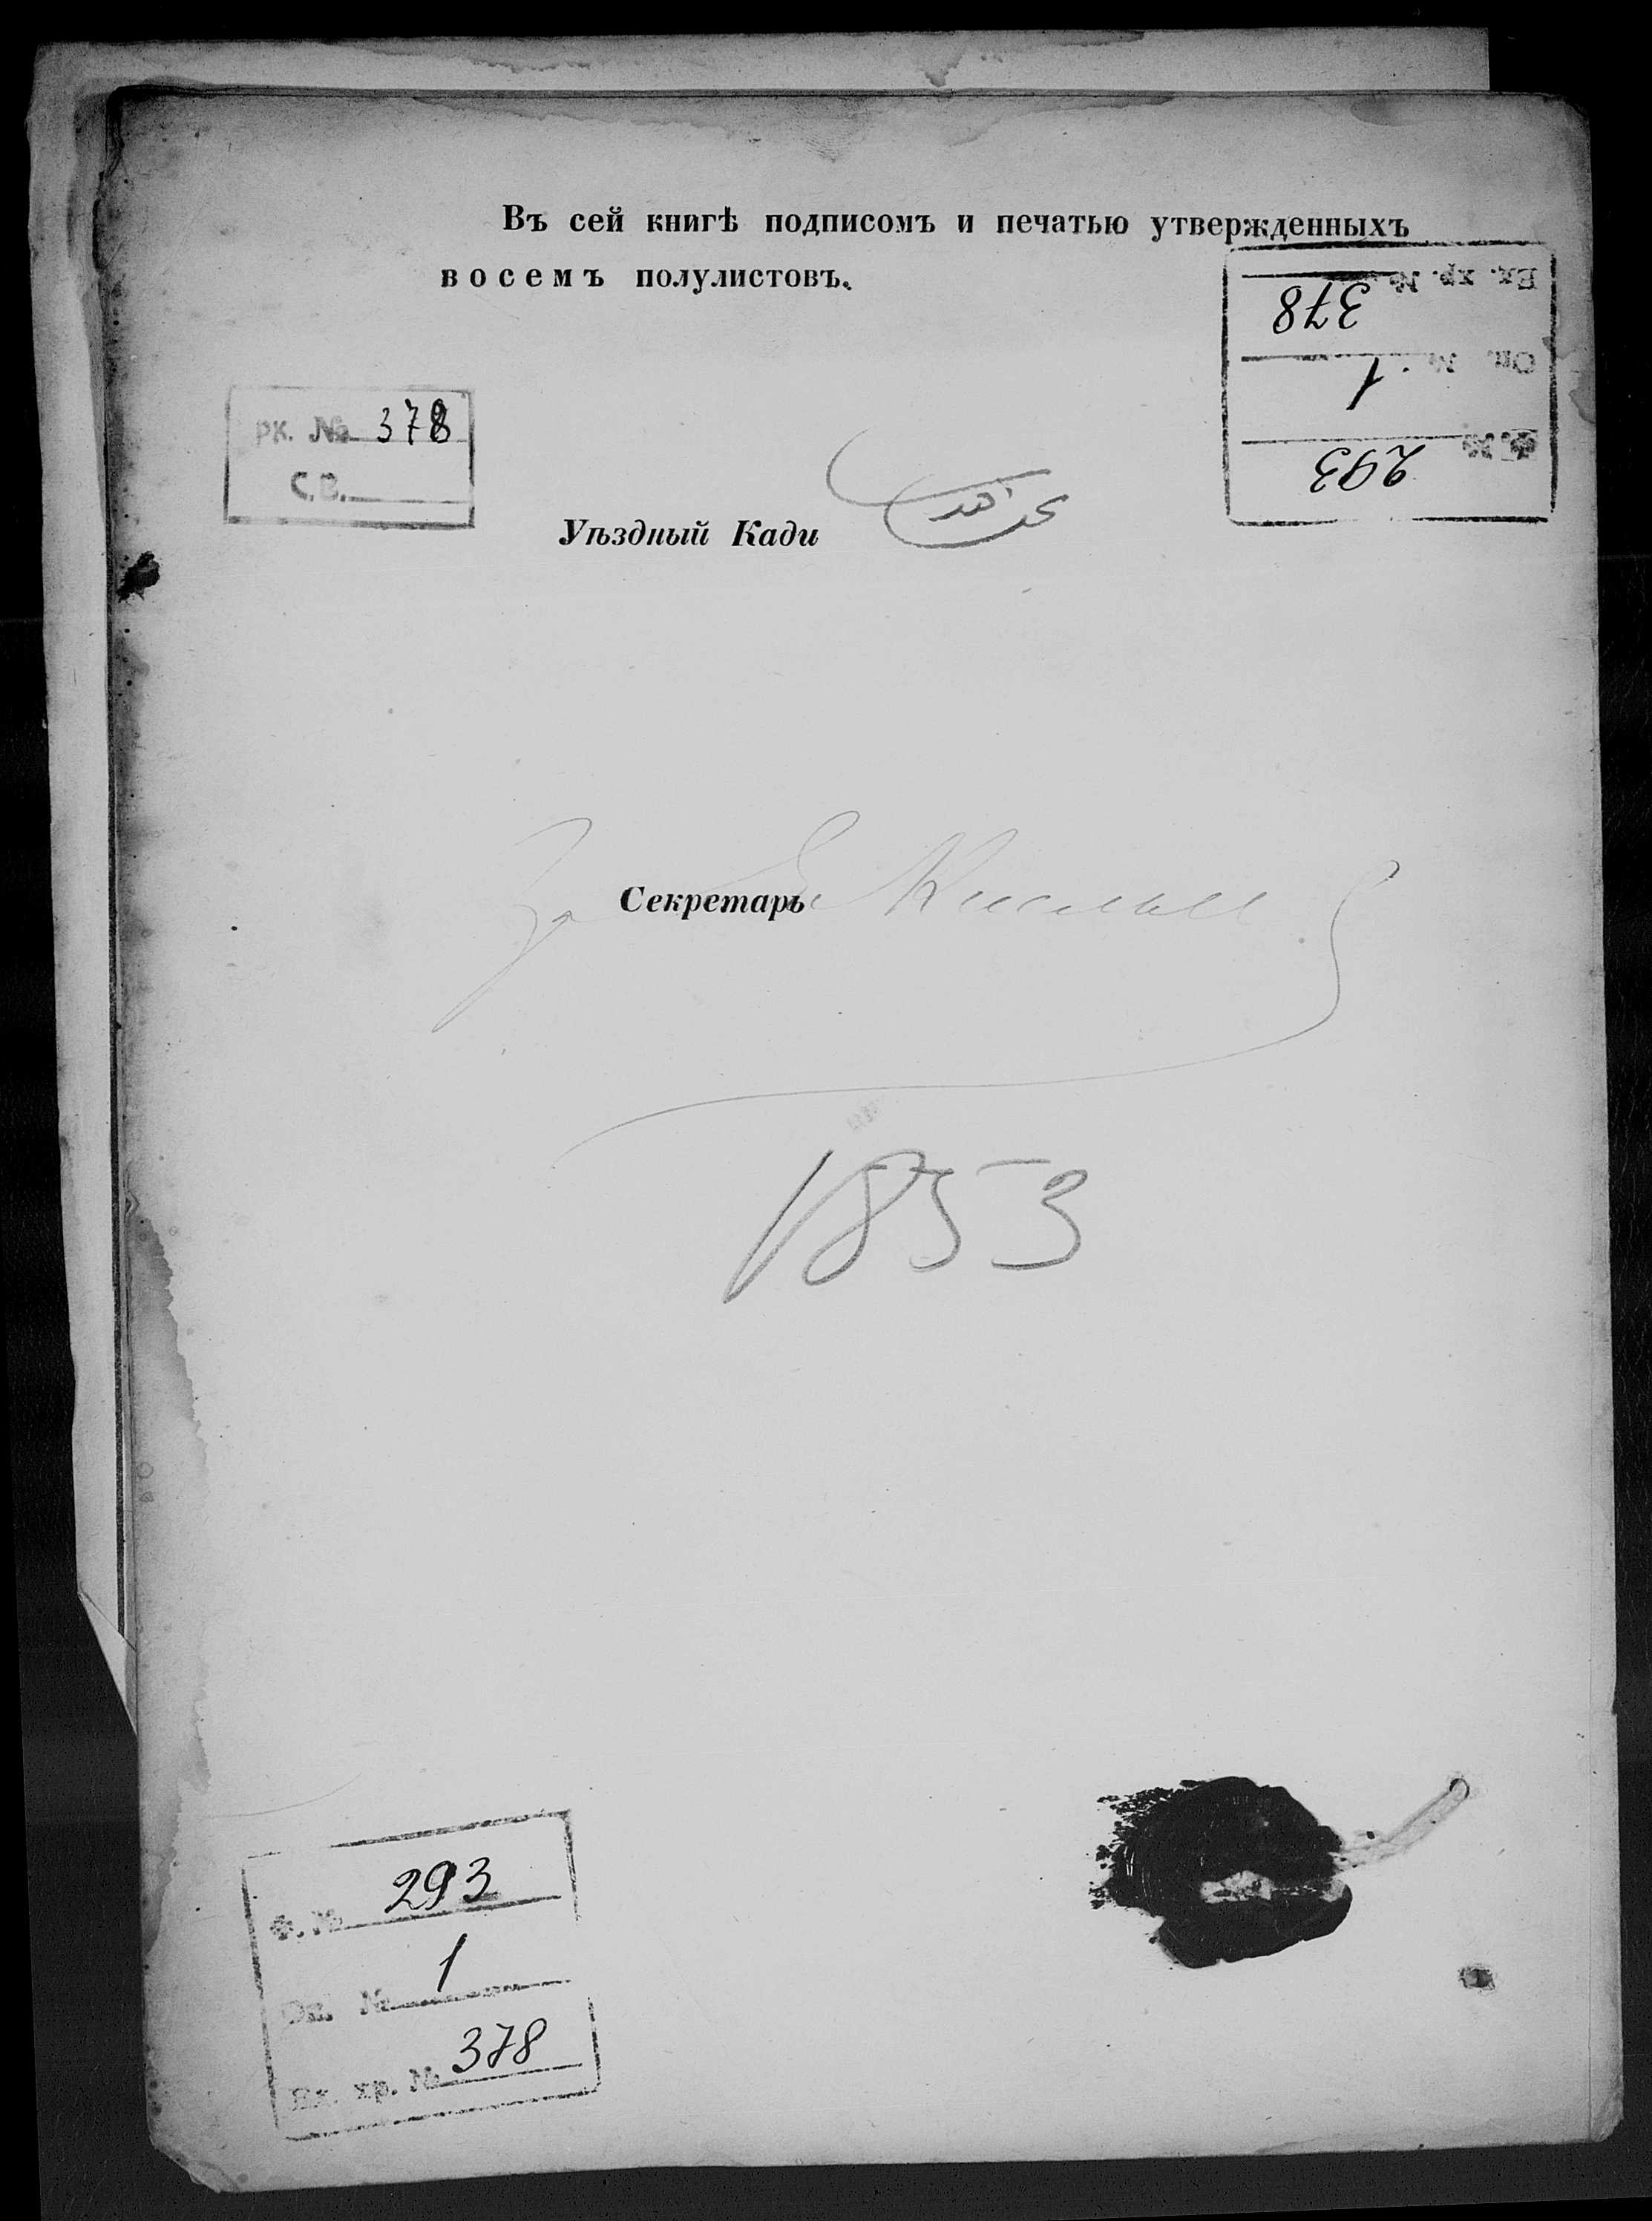 Въ сей книгѣ подписомъ и печатью утвержденныхъ
восемъ полулистовъ.
Ед. хр. № 378
Оп. № 1
Ф. № 293
рк. № 378
С.В.
Уѣздный Кади
За Секретарь
1853
Ф. № 293
Оп. № 1
Ед. хр. № 378